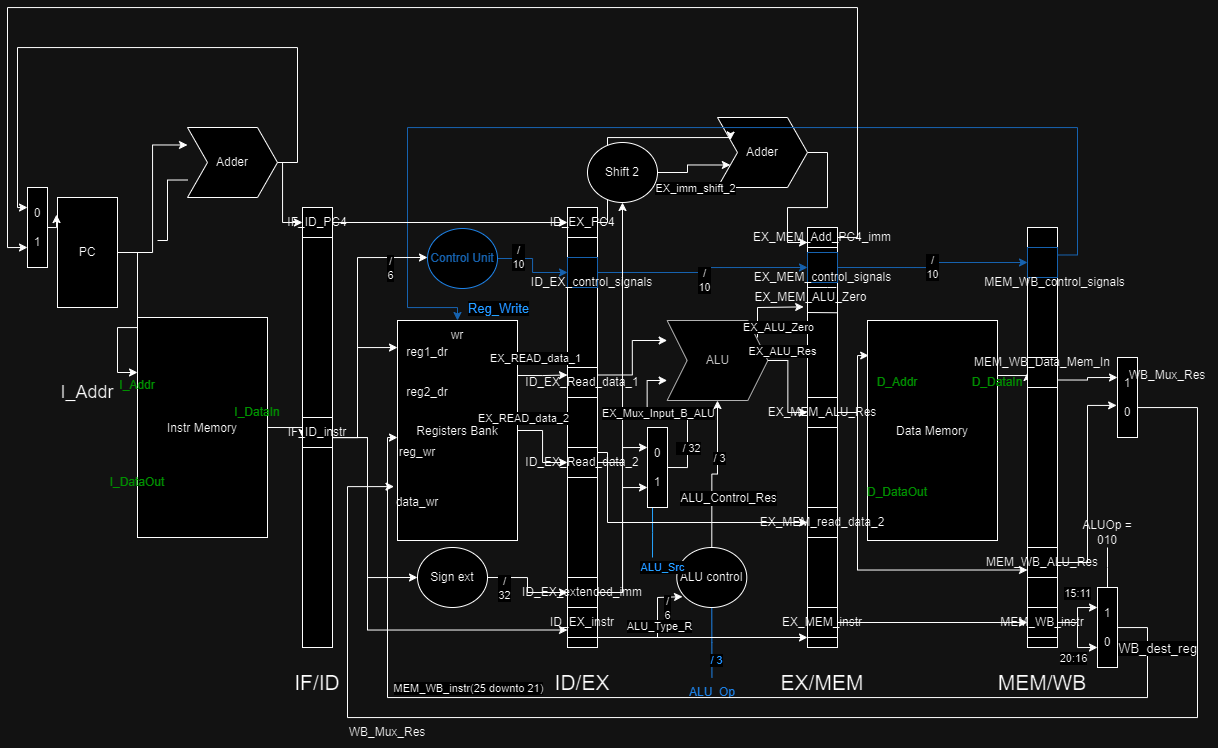 Adder
Adder
Shift 2
EX_imm_shift_2
0
1
PC
IF_ID_PC4
ID_EX_PC4
EX_MEM_Add_PC4_imm
Control Unit
/
6
/
10
/
10
/
10
ID_EX_control_signals
EX_MEM_control_signals
MEM_WB_control_signals
EX_MEM_ALU_Zero
Reg_Write
wr
reg1_dr
reg2_dr
Registers Bank
reg_wr
data_wr
EX_READ_data_1
ID_EX_Read_data_1
EX_READ_data_2
ID_EX_Read_data_2
EX_ALU_Zero
EX_ALU_Res
ALU
EX_Mux_Input_B_ALU
EX_MEM_ALU_Res
I_Addr
I_Addr
I_DataIn
Instr Memory
I_DataOut
IF_ID_instr
0
1
/ 32
/ 3
ALU_Control_Res
EX_MEM_read_data_2
D_Addr
D_DataIn
Data Memory
D_DataOut
MEM_WB_Data_Mem_In
1
0
WB_Mux_Res
ALUOp =
010
MEM_WB_ALU_Res
Sign ext
/
32
ID_EX_extended_imm
ALU_Src
ALU control
/
6
ALU_Type_R
ID_EX_instr
EX_MEM_instr
MEM_WB_instr
15:11
20:16
1
0
WB_dest_reg
/ 3
ALU_Op
MEM_WB_instr(25 downto 21)
IF/ID
ID/EX
EX/MEM
MEM/WB
WB_Mux_Res